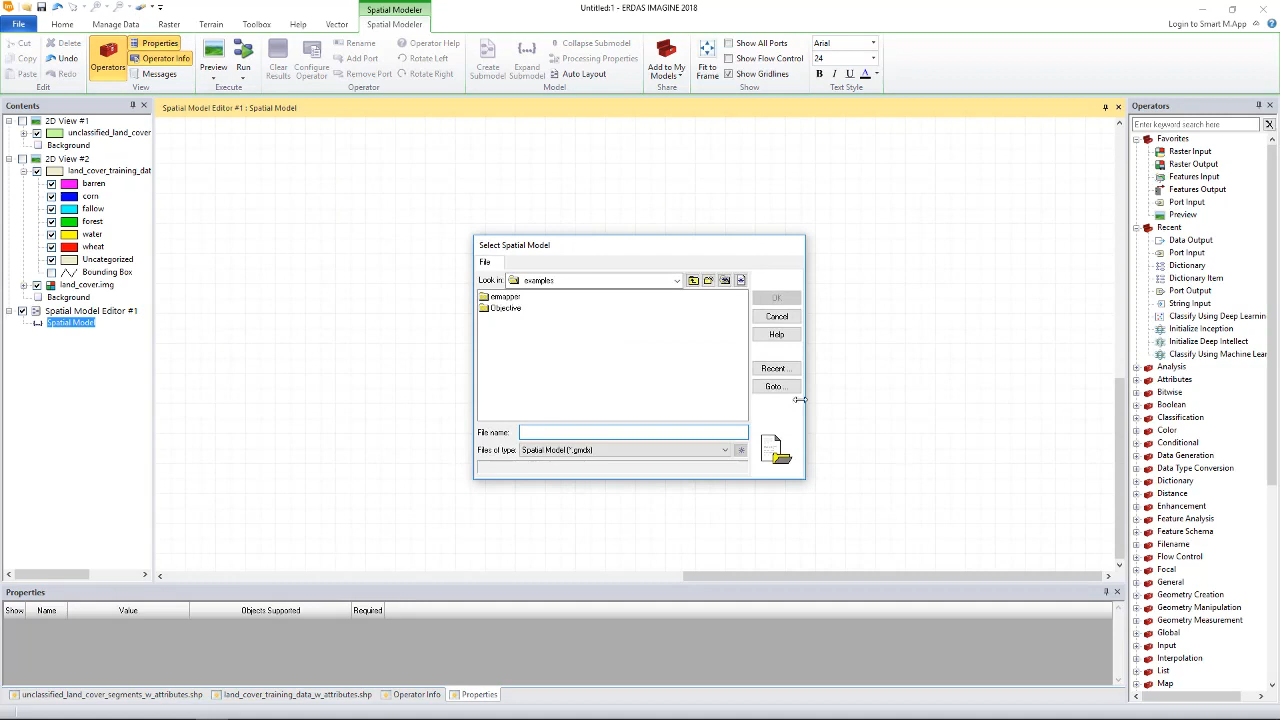 Spatial Modeler
Untitled:1 - ERDAS IMAGINE 2018
File
Home
Manage Data
Raster
Terrain
Toolbox
Help
Vector
Spatial Modeler
Login to Smart M.App
Cut
Copy
Paste
Delete
Undo
Redo
Edit
Operators
Properties
Operator Info
Messages
View
Preview
Run
Execute
Clear Results
Configure Operator
Rename
Add Port
Remove Port
Operator Help
Rotate Left
Rotate Right
Operator
Create Submodel
Expand Submodel
Collapse Submodel
Processing Properties
Auto Layout
Model
Add to My Models
Share
Fit to Frame
Show All Ports
Show Flow Control
Show Gridlines
Show
Arial
24
B I U A
Text Style
Contents
2D View #1
unclassified_land_cover
Background
2D View #2
land_cover_training_dat
barren
corn
fallow
forest
water
wheat
Uncategorized
Bounding Box
land_cover.img
Background
Spatial Model Editor #1
Spatial Model
Spatial Model Editor #1 : Spatial Model
Select Spatial Model
File
Look in: examples
ermapper
Objective
OK
Cancel
Help
Recent ...
Goto ...
File name:
Files of type: Spatial Model (*.gmdx)
Operators
Enter keyword search here
Favorites
Raster Input
Raster Output
Features Input
Features Output
Port Input
Preview
Recent
Data Output
Port Input
Dictionary
Dictionary Item
Port Output
String Input
Classify Using Deep Learnin
Initialize Inception
Initialize Deep Intellect
Classify Using Machine Lear
Analysis
Attributes
Bitwise
Boolean
Classification
Color
Conditional
Data Generation
Data Type Conversion
Dictionary
Distance
Enhancement
Feature Analysis
Feature Schema
Filename
Flow Control
Focal
General
Geometry Creation
Geometry Manipulation
Geometry Measurement
Global
Input
Interpolation
List
Map
Properties
Show
Name
Value
Objects Supported
Required
unclassified_land_cover_segments_w_attributes.shp
land_cover_training_data_w_attributes.shp
Operator Info
Properties